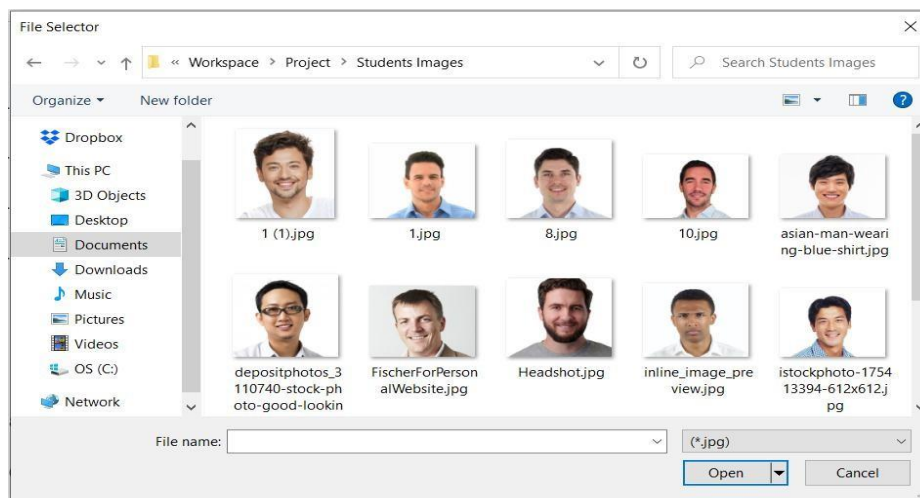 File Selector
« Workspace > Project > Students Images
Search Students Images
Organize
New folder
Dropbox
This PC
3D Objects
Desktop
Documents
Downloads
Music
Pictures
Videos
OS (C:)
Network
1 (1).jpg
1.jpg
8.jpg
10.jpg
asian-man-weari
ng-blue-shirt.jpg
depositphotos_3
110740-stock-ph
oto-good-lookin
FischerForPerson
alWebsite.jpg
Headshot.jpg
inline_image_pre
view.jpg
istockphoto-1754
13394-612x612.j
pg
File name:
(*.jpg)
Open
Cancel